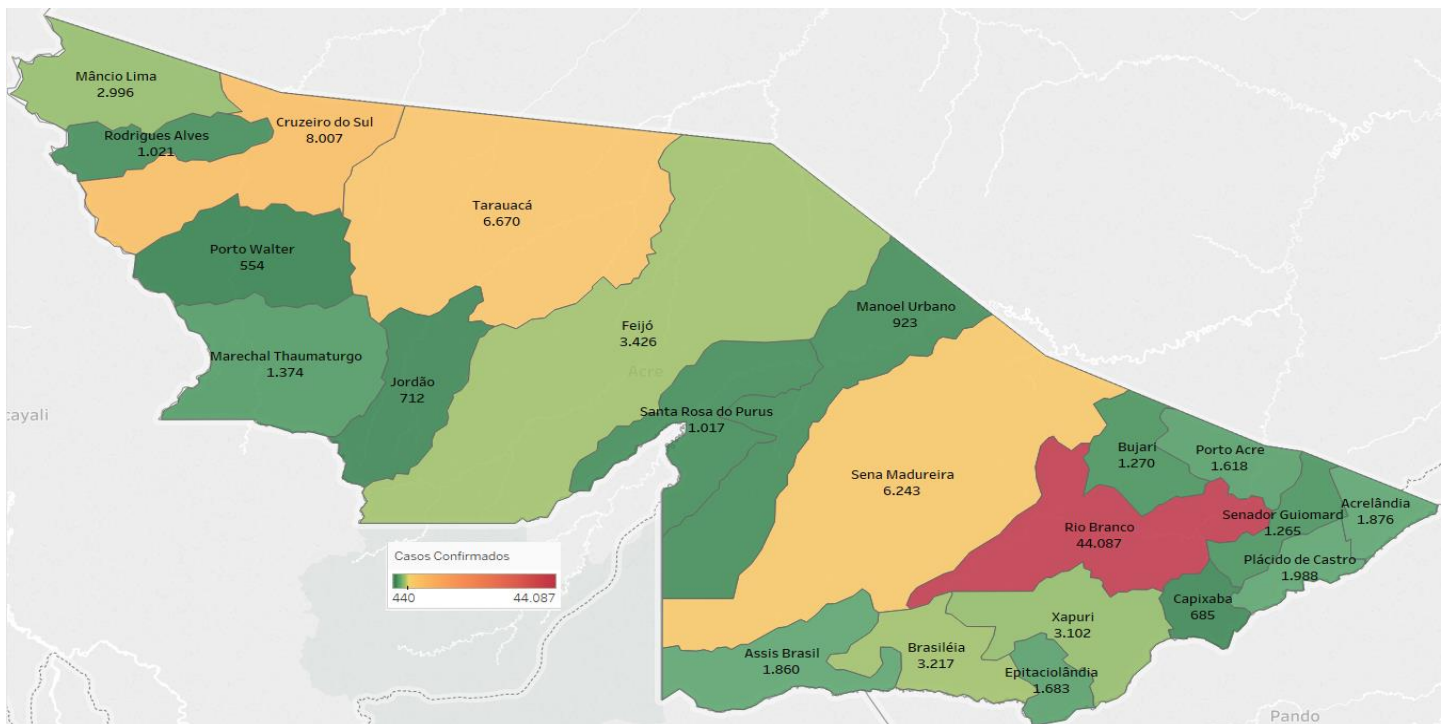 Mâncio Lima
2.996
Rodrigues Alves
1.021
Cruzeiro do Sul
8.007
Tarauacá
6.670
Porto Walter
554
Marechal Thaumaturgo
1.374
Jordão
712
Feijó
3.426
Acre
Manoel Urbano
923
Santa Rosa do Purus
1.017
Sena Madureira
6.243
Bujari
1.270
Porto Acre
1.618
Rio Branco
44.087
Senador Guiomard
1.265
Acrelândia
1.876
Plácido de Castro
1.988
Capixaba
685
Xapuri
3.102
Assis Brasil
1.860
Brasiléia
3.217
Epitaciolândia
1.683
cayali
Casos Confirmados
440
44.087
Pando